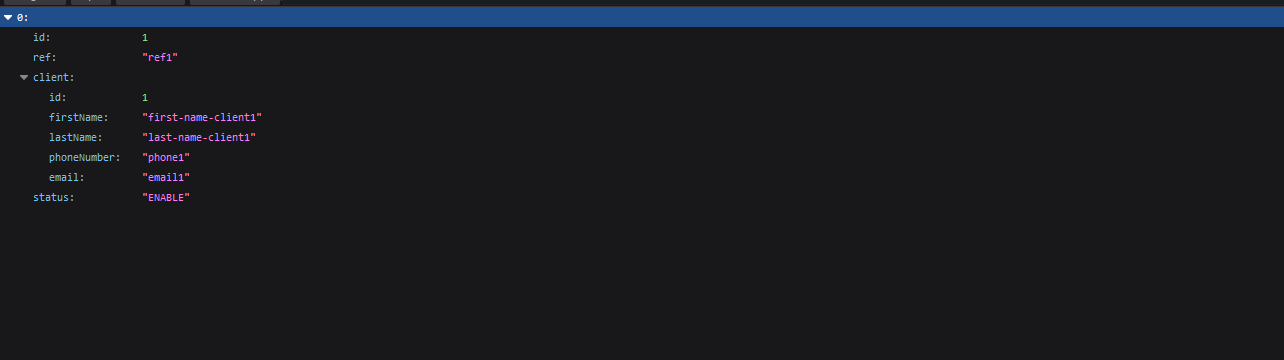 0:
id: 1
ref: "ref1"
client:
id: 1
firstName: "first-name-client1"
lastName: "last-name-client1"
phoneNumber: "phone1"
email: "email1"
status: "ENABLE"